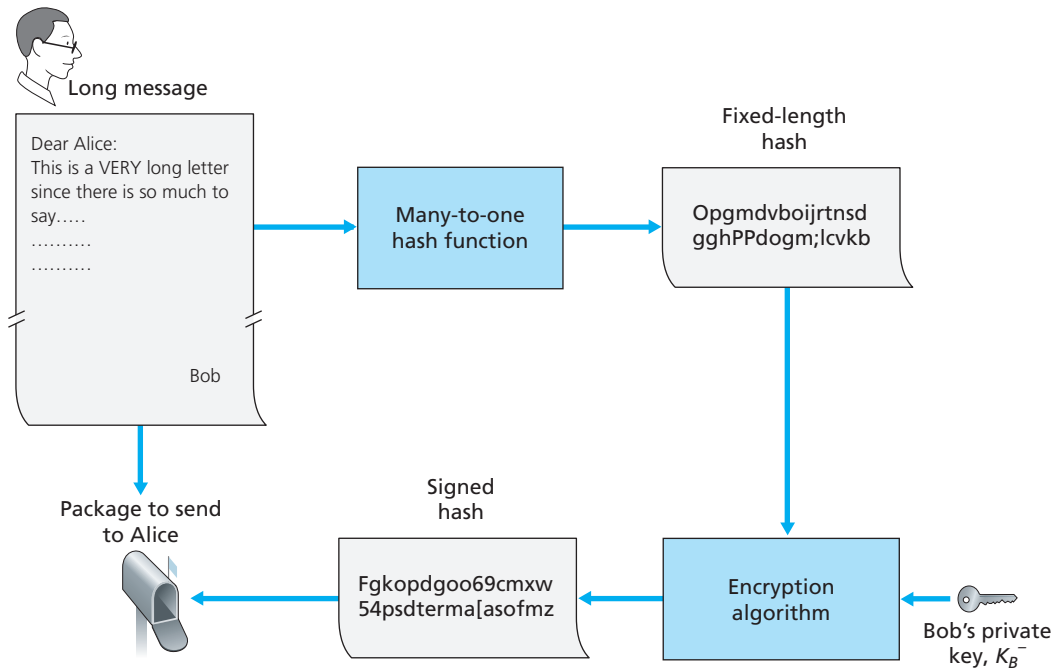 Long message
Dear Alice:
This is a VERY long letter
since there is so much to
say.....
..........
..........
Bob
Many-to-one
hash function
Fixed-length
hash
Opgmdvboijrtnsd
gghPPdogm;lcvkb
Package to send
to Alice
Signed
hash
Fgkopdgoo69cmxw
54psdterma[asofmz
Encryption
algorithm
Bob's private
key, K_B⁻